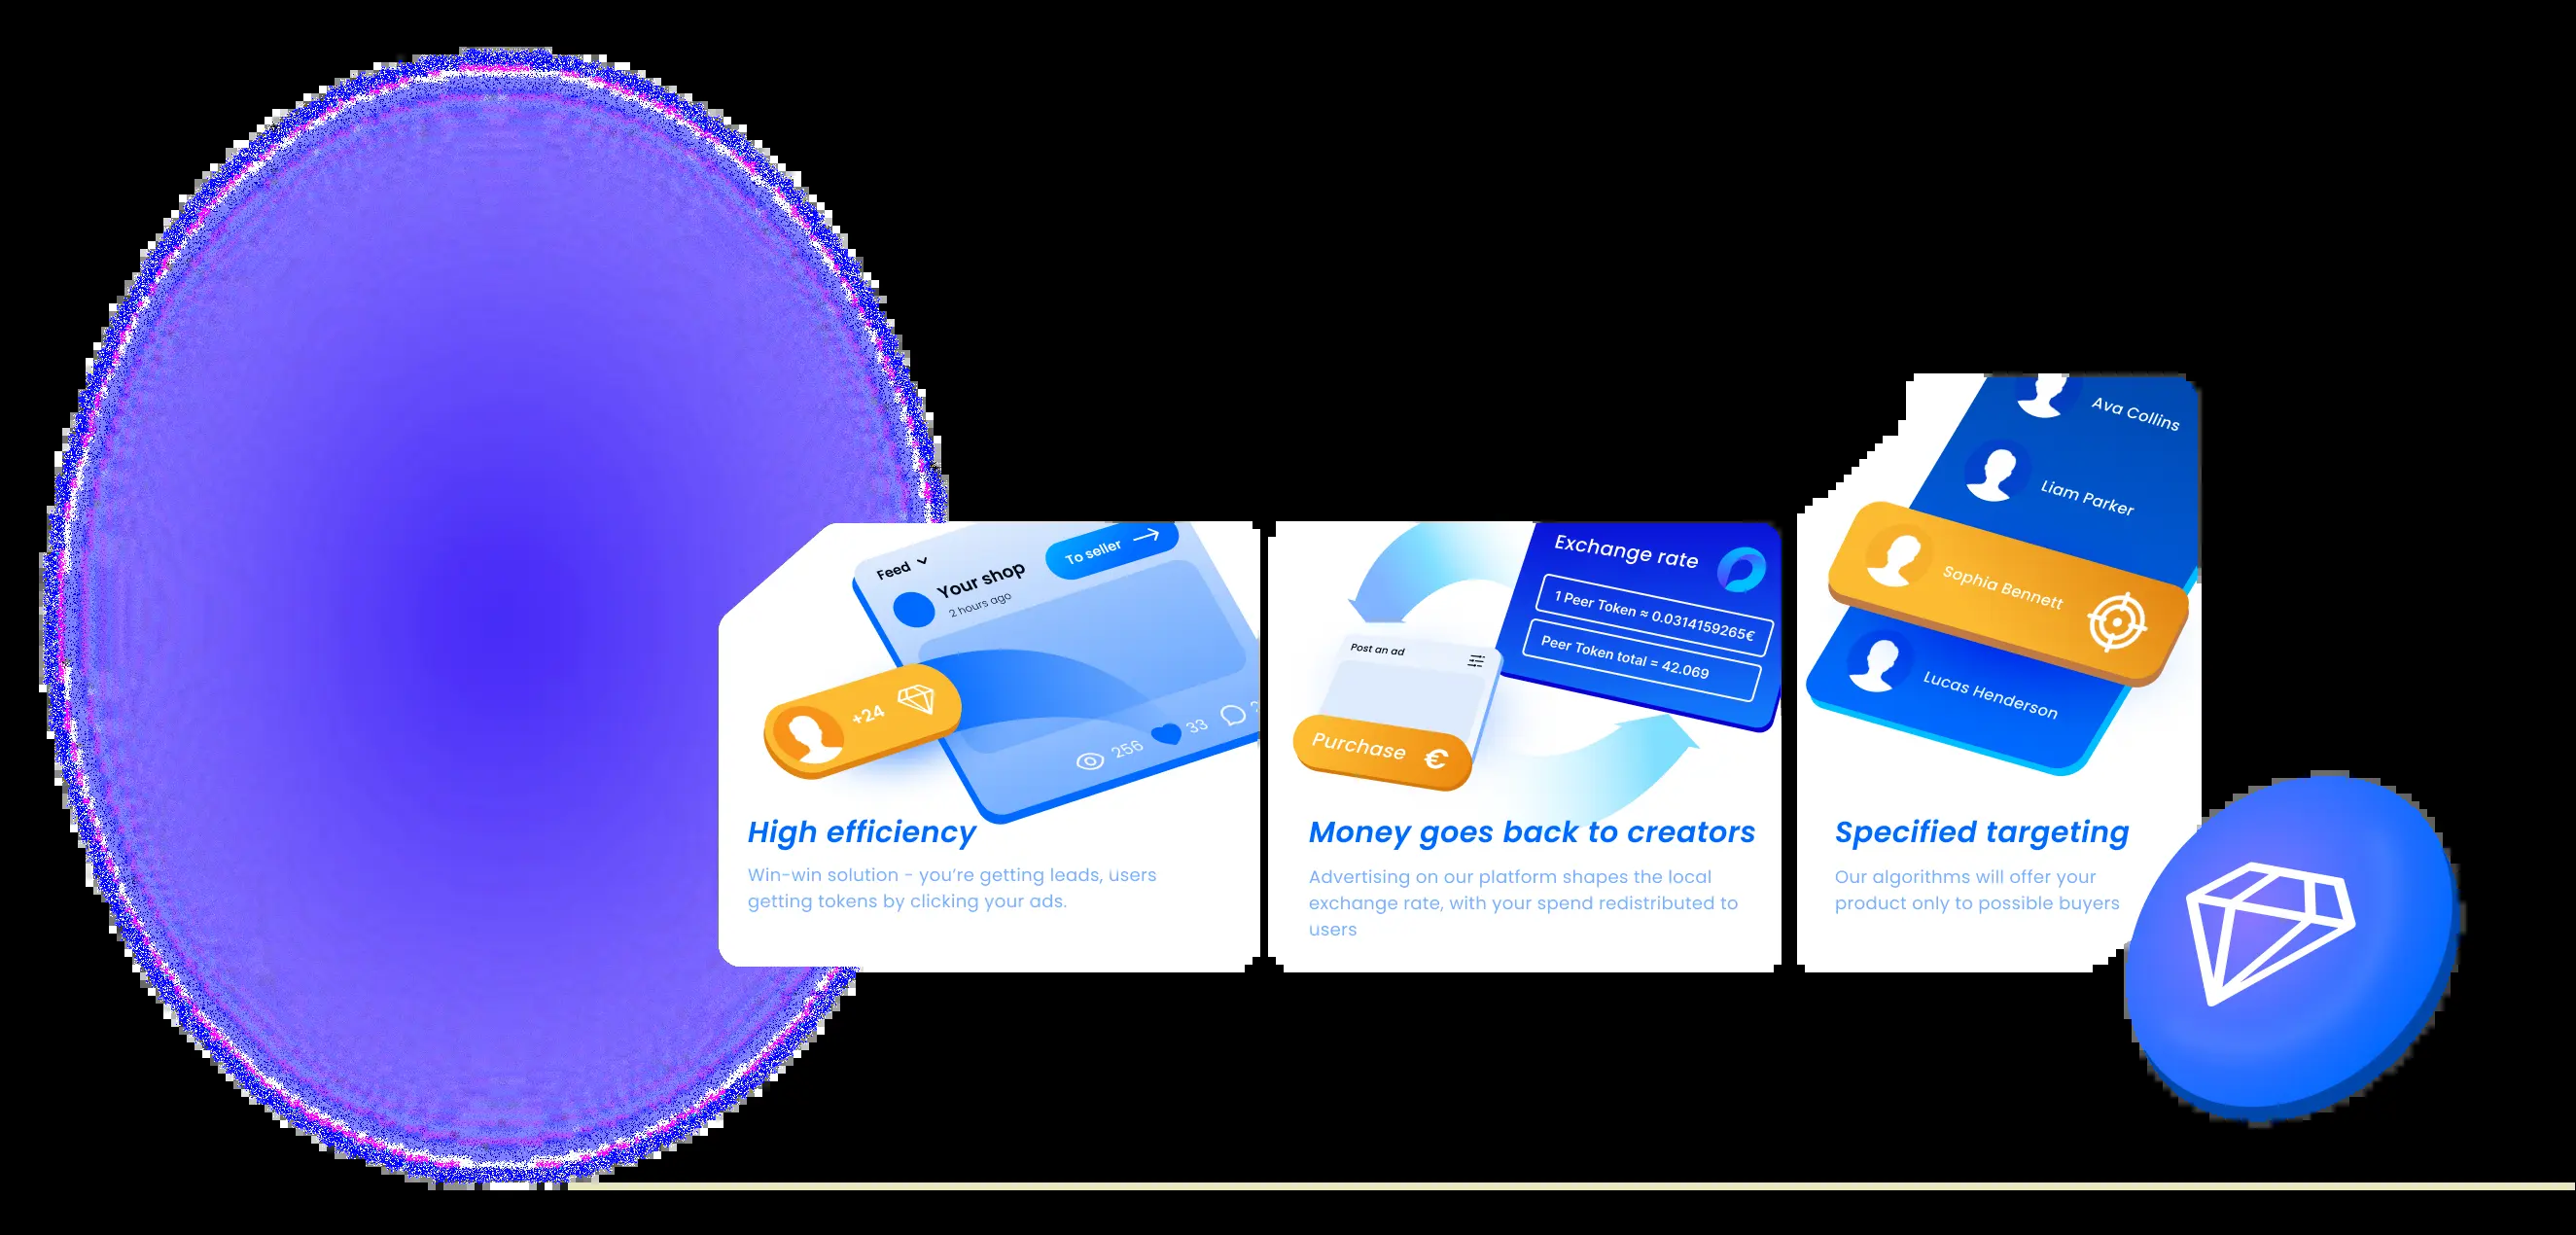 Feed
Your shop
2 hours ago
To seller
+24
256
33
High efficiency
Win-win solution - you're getting leads, users
getting tokens by clicking your ads.
Exchange rate
1 Peer Token ≈ 0.0314159265€
Peer Token total = 42.069
Post an ad
Purchase €
Money goes back to creators
Advertising on our platform shapes the local
exchange rate, with your spend redistributed to
users
Ava Collins
Liam Parker
Sophia Bennett
Lucas Henderson
Specified targeting
Our algorithms will offer your
product only to possible buyers